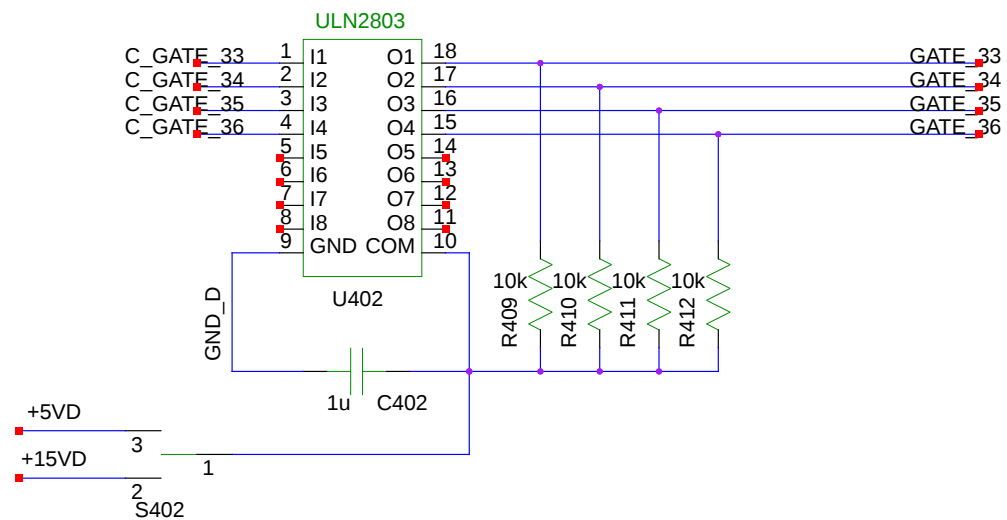 ULN2803
C_GATE_33 1 I1 O1 18 GATE_33
C_GATE_34 2 I2 O2 17 GATE_34
C_GATE_35 3 I3 O3 16 GATE_35
C_GATE_36 4 I4 O4 15 GATE_36
5 I5 O5 14
6 I6 O6 13
7 I7 O7 12
8 I8 O8 11
9 GND COM 10
10k 10k 10k 10k
U402
GND_D
R409 R410 R411 R412
1u C402
+5VD
3
+15VD
1
2
S402